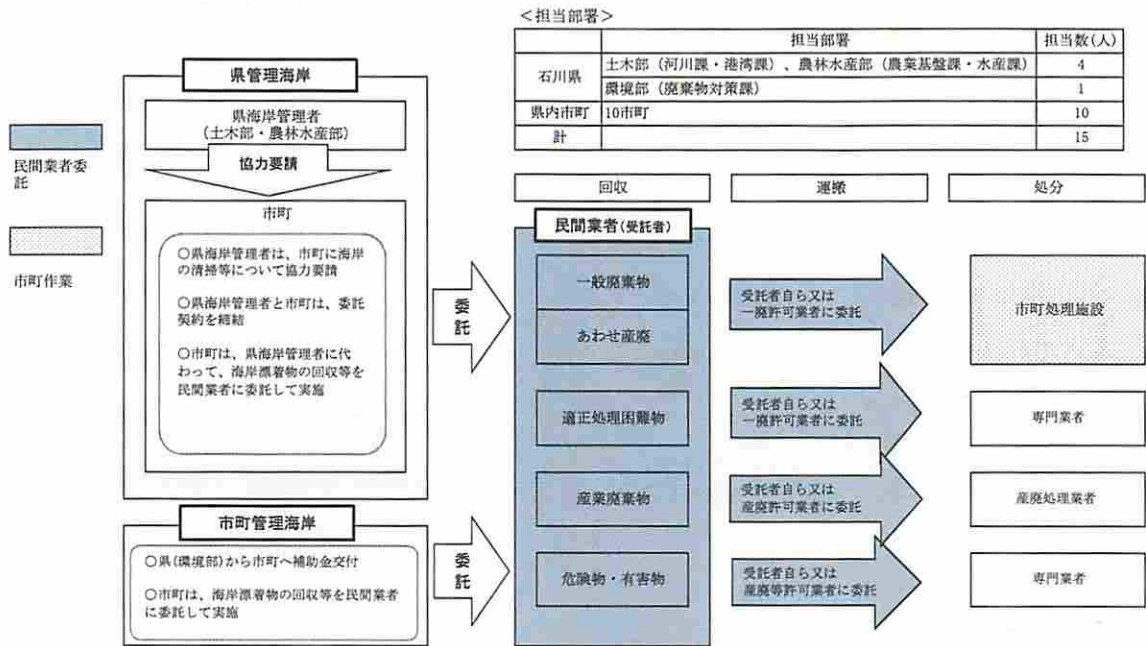 ＜担当部署＞
担当部署 担当数(人)
石川県 土木部（河川課・港湾課）、農林水産部（農業基盤課・水産課） 4
環境部（廃棄物対策課） 1
県内市町 10市町 10
計 15
民間業者委
託
市町作業
県管理海岸
県海岸管理者
（土木部・農林水産部）
協力要請
市町
○県海岸管理者は、市町に海岸
の清掃等について協力要請
○県海岸管理者と市町は、委託
契約を締結
○市町は、県海岸管理者に代
わって、海岸漂着物の回収等を
民間業者に委託して実施
市町管理海岸
○県(環境部)から市町へ補助金交付
○市町は、海岸漂着物の回収等を民間業者
に委託して実施
委託
委託
回収
運搬
処分
民間業者(受託者)
一般廃棄物
あわせ産廃
受託者自ら又は
一廃許可業者に委託
市町処理施設
適正処理困難物
受託者自ら又は
一廃許可業者に委託
専門業者
産業廃棄物
受託者自ら又は
産廃許可業者に委託
産廃処理業者
危険物・有害物
受託者自ら又は
産廃等許可業者に委託
専門業者